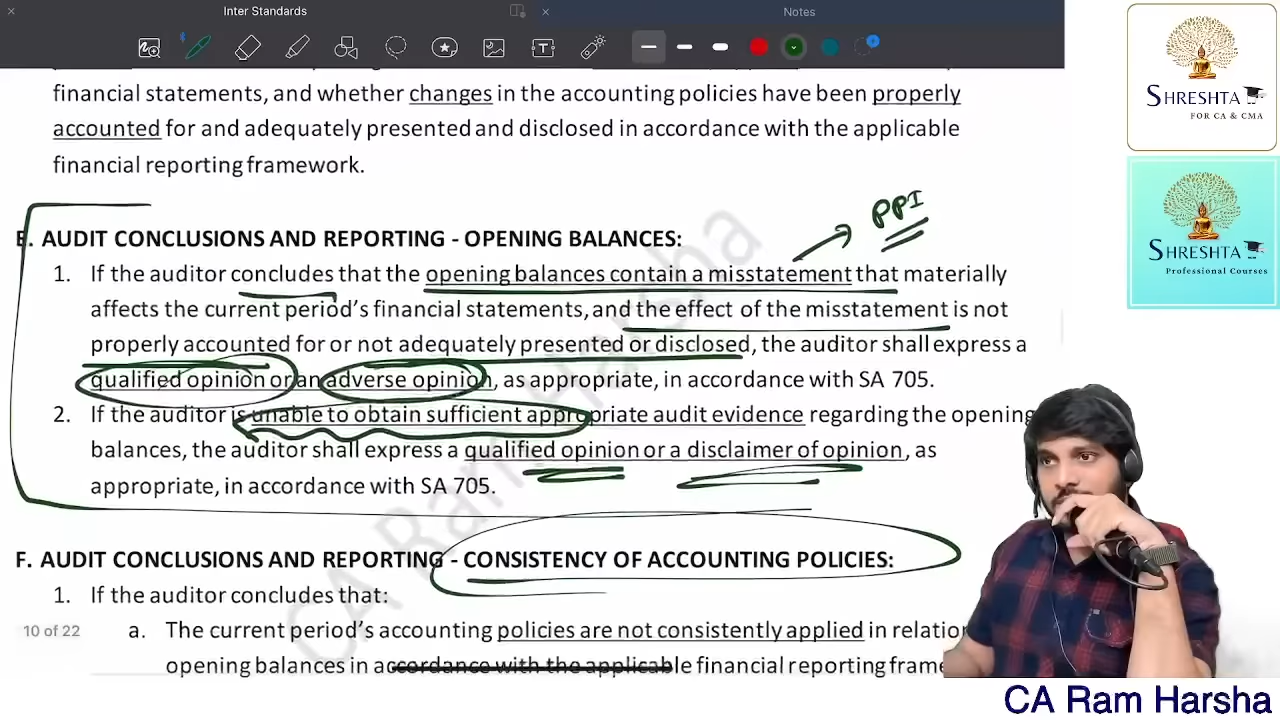 Inter Standards
Notes
financial statements, and whether changes in the accounting policies have been properly
accounted for and adequately presented and disclosed in accordance with the applicable
financial reporting framework.
PPI
E. AUDIT CONCLUSIONS AND REPORTING - OPENING BALANCES:
1. If the auditor concludes that the opening balances contain a misstatement that materially
affects the current period’s financial statements, and the effect of the misstatement is not
properly accounted for or not adequately presented or disclosed, the auditor shall express a
qualified opinion or an adverse opinion, as appropriate, in accordance with SA 705.
2. If the auditor is unable to obtain sufficient appropriate audit evidence regarding the opening
balances, the auditor shall express a qualified opinion or a disclaimer of opinion, as
appropriate, in accordance with SA 705.
F. AUDIT CONCLUSIONS AND REPORTING - CONSISTENCY OF ACCOUNTING POLICIES:
1. If the auditor concludes that:
10 of 22
a. The current period’s accounting policies are not consistently applied in relation
opening balances in accordance with the applicable financial reporting frame
CA Ram Harsha
SHRESHTA
FOR CA & CMA
SHRESHTA
Professional Courses
CA Ram Harsha